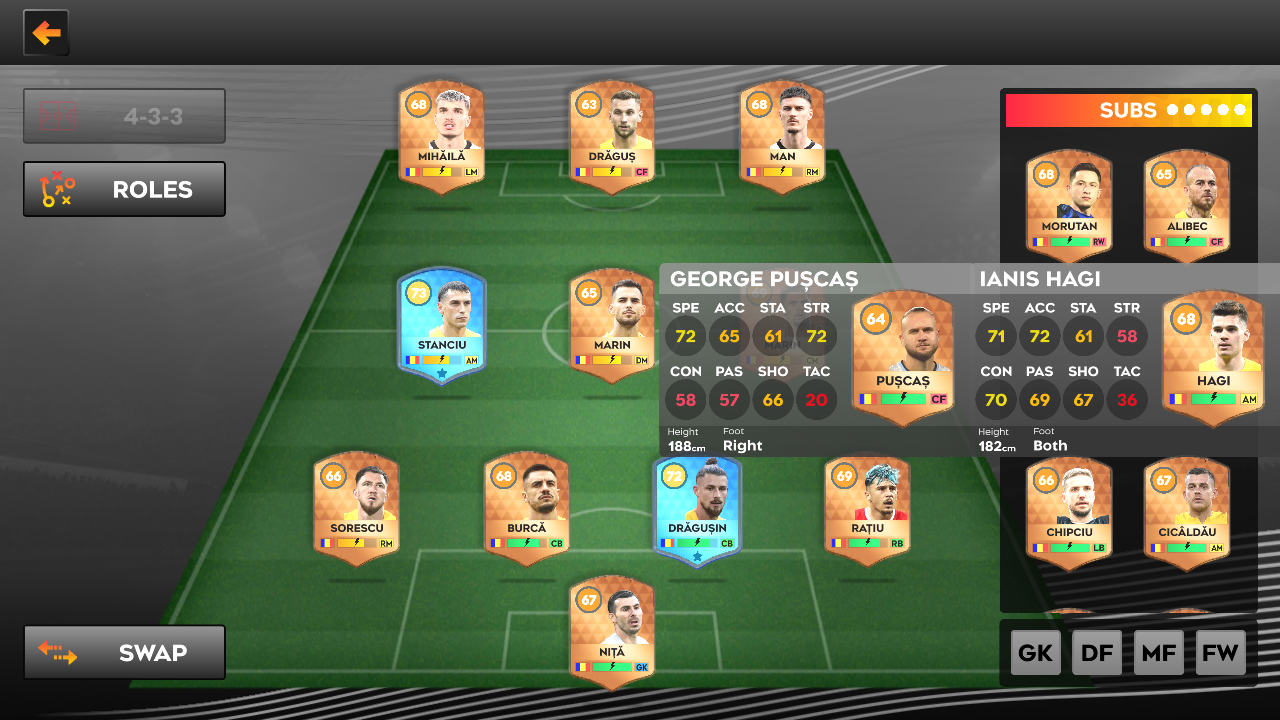 4-3-3
ROLES
SWAP
68
MIHĂILĂ
LM
63
DRĂGUȘ
CF
68
MAN
RM
73
STANCIU
AM
65
MARIN
DM
MARIN
CM
66
SORESCU
RM
68
BURCĂ
CB
72
DRĂGUȘIN
CB
69
RAȚIU
RB
67
NIȚĂ
GK
SUBS
68
MORUTAN
RW
65
ALIBEC
CF
GEORGE PUȘCAȘ
SPE ACC STA STR
72 65 61 72
CON PAS SHO TAC
58 57 66 20
Height Foot
188cm Right
64
PUȘCAȘ
CF
IANIS HAGI
SPE ACC STA STR
71 72 61 58
CON PAS SHO TAC
70 69 67 36
Height Foot
182cm Both
68
HAGI
AM
66
CHIPCIU
LB
67
CICÂLDĂU
AM
GK DF MF FW